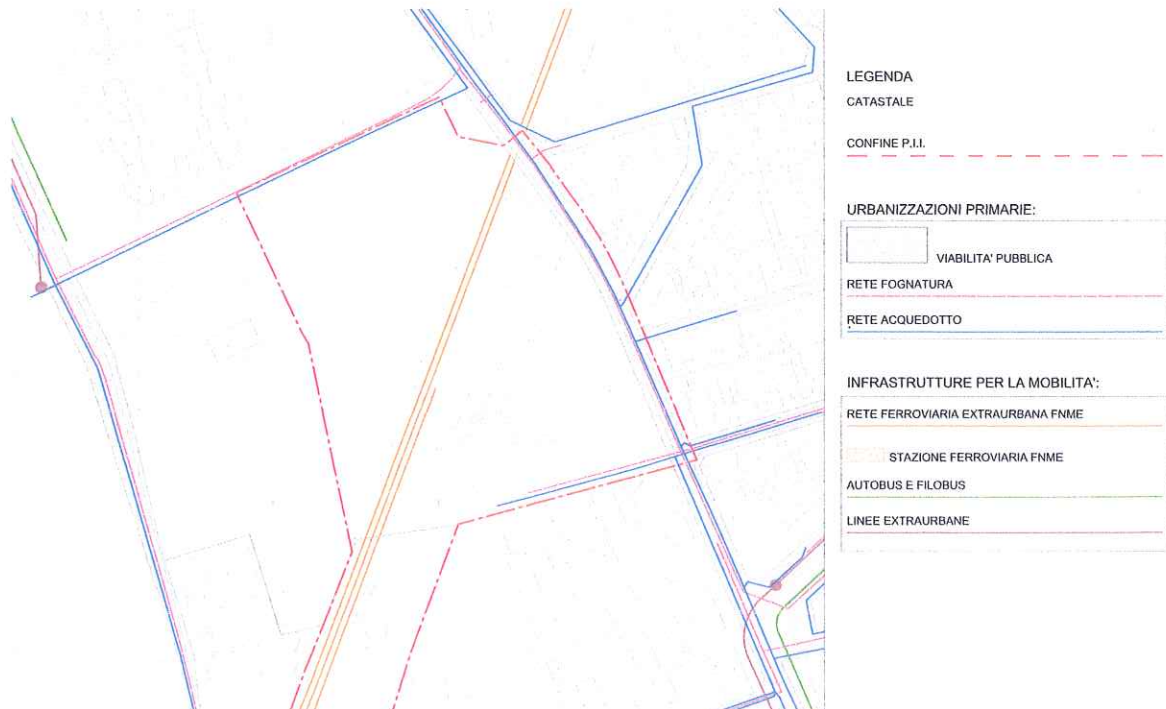 LEGENDA
CATASTALE
CONFINE P.I.I.
URBANIZZAZIONI PRIMARIE:
VIABILITA' PUBBLICA
RETE FOGNATURA
RETE ACQUEDOTTO
INFRASTRUTTURE PER LA MOBILITA':
RETE FERROVIARIA EXTRAURBANA FNME
STAZIONE FERROVIARIA FNME
AUTOBUS E FILOBUS
LINEE EXTRAURBANE